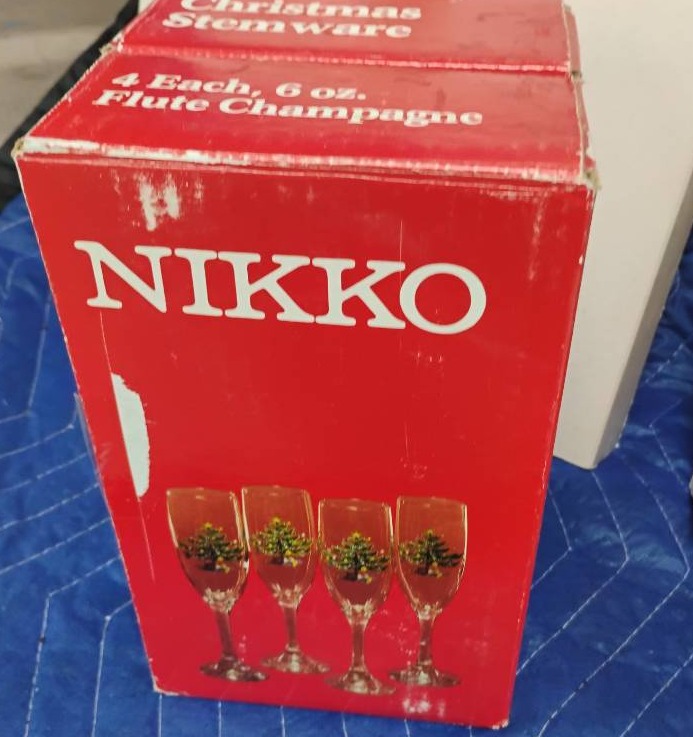 Christmas
Stemware
4 Each, 6 oz.
Flute Champagne
NIKKO